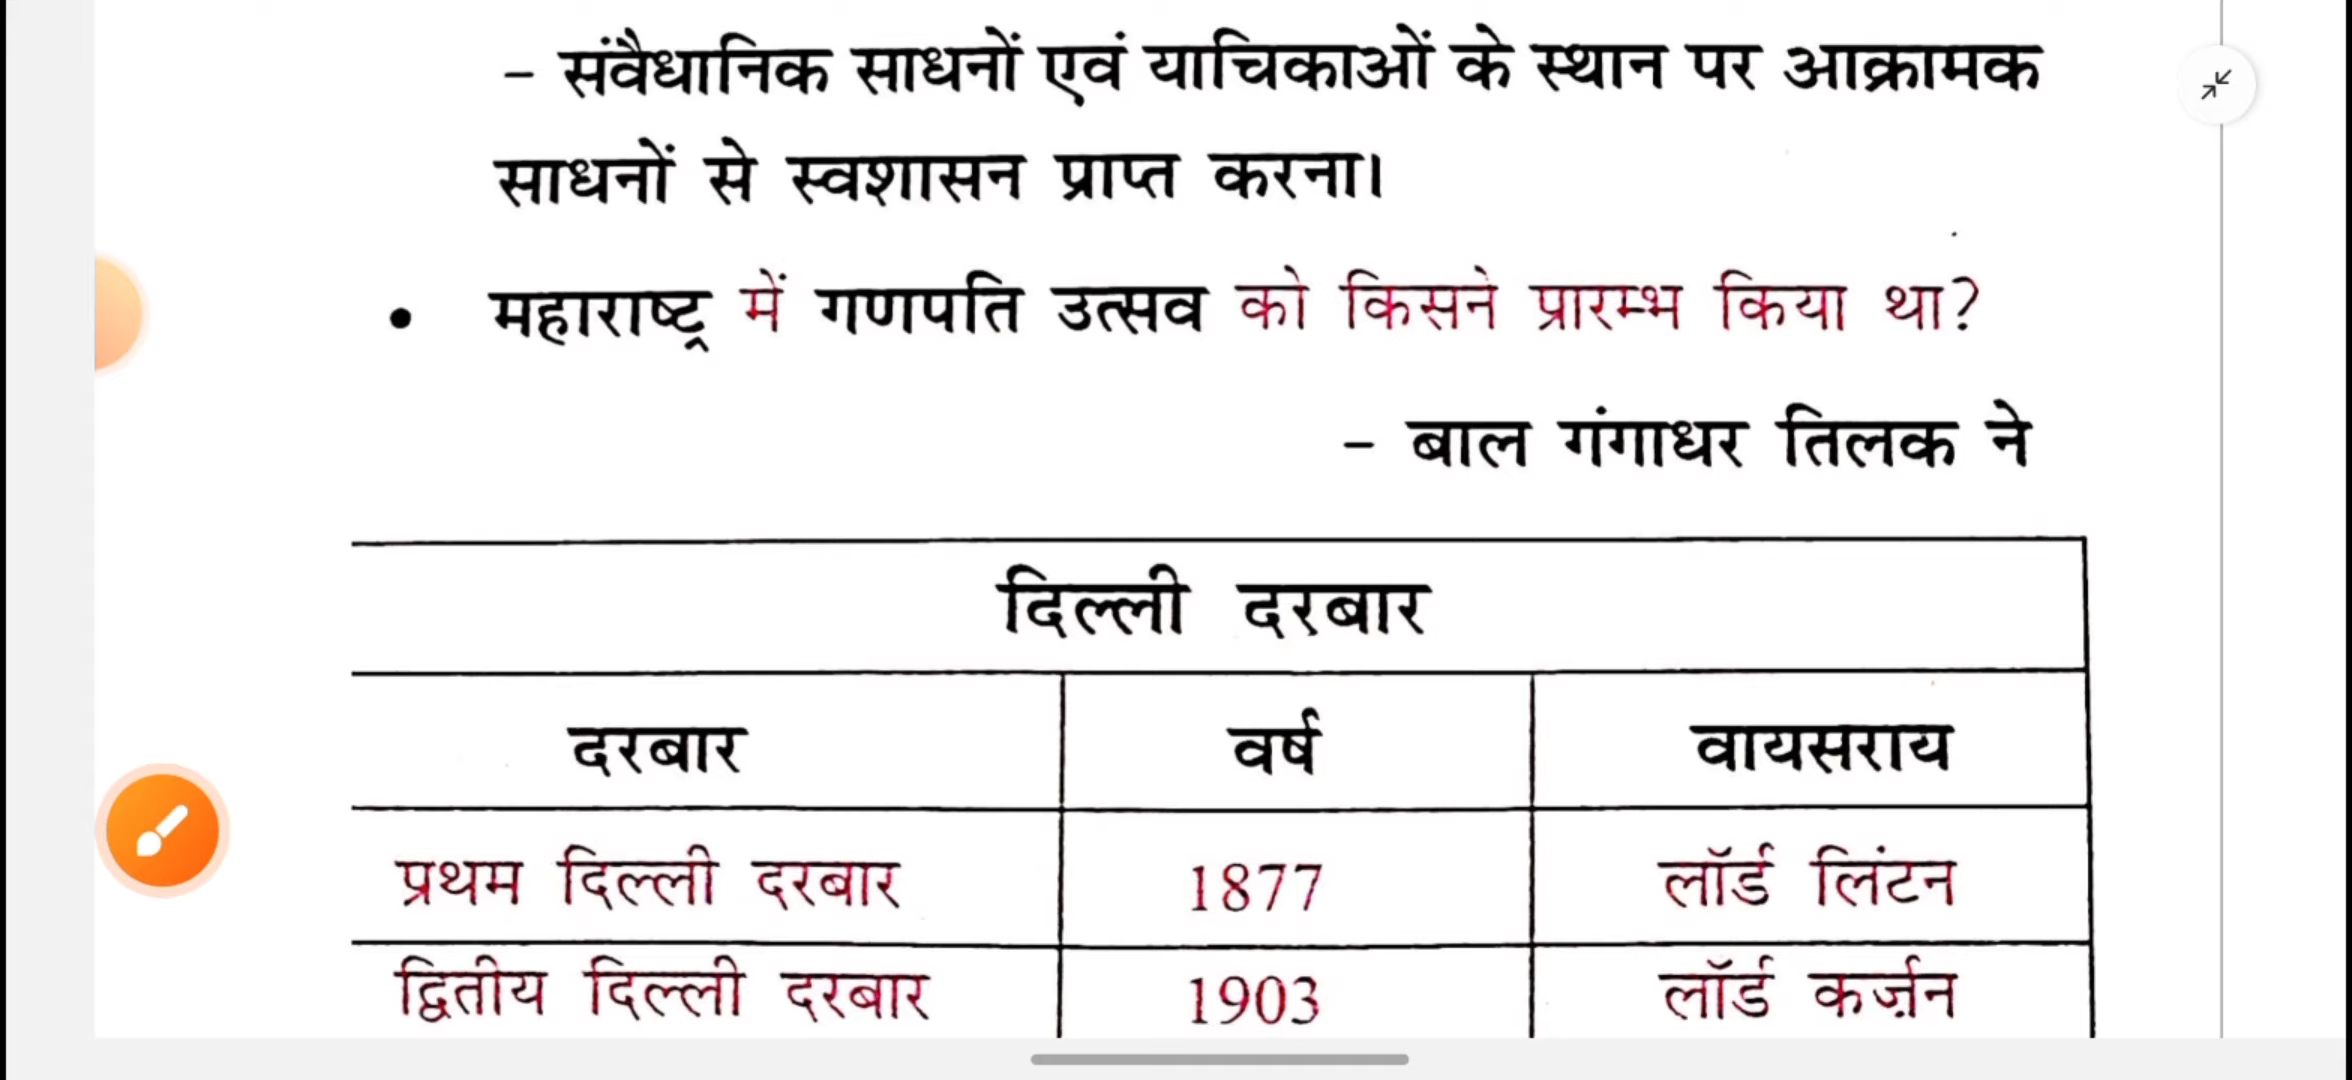 – संवैधानिक साधनों एवं याचिकाओं के स्थान पर आक्रामक
साधनों से स्वशासन प्राप्त करना।
• महाराष्ट्र में गणपति उत्सव को किसने प्रारम्भ किया था?
– बाल गंगाधर तिलक ने
दिल्ली दरबार
दरबार वर्ष वायसराय
प्रथम दिल्ली दरबार 1877 लॉर्ड लिंटन
द्वितीय दिल्ली दरबार 1903 लॉर्ड कर्ज़न